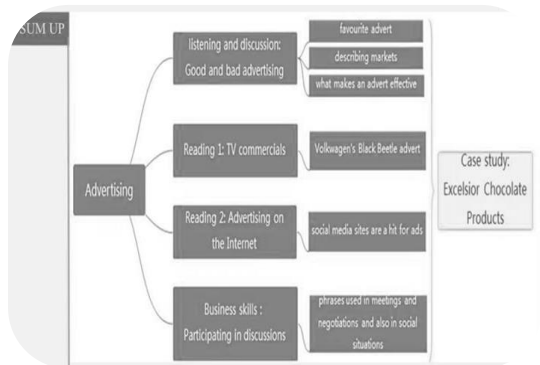 SUM UP
Advertising
listening and discussion:
Good and bad advertising
favourite advert
describing markets
what makes an advert effective
Reading 1: TV commercials
Volkwagen's Black Beetle advert
Reading 2: Advertising on
the Internet
social media sites are a hit for ads
Business skills :
Participating in discussions
phrases used in meetings and
negotiations and also in social
situations
Case study:
Excelsior Chocolate
Products